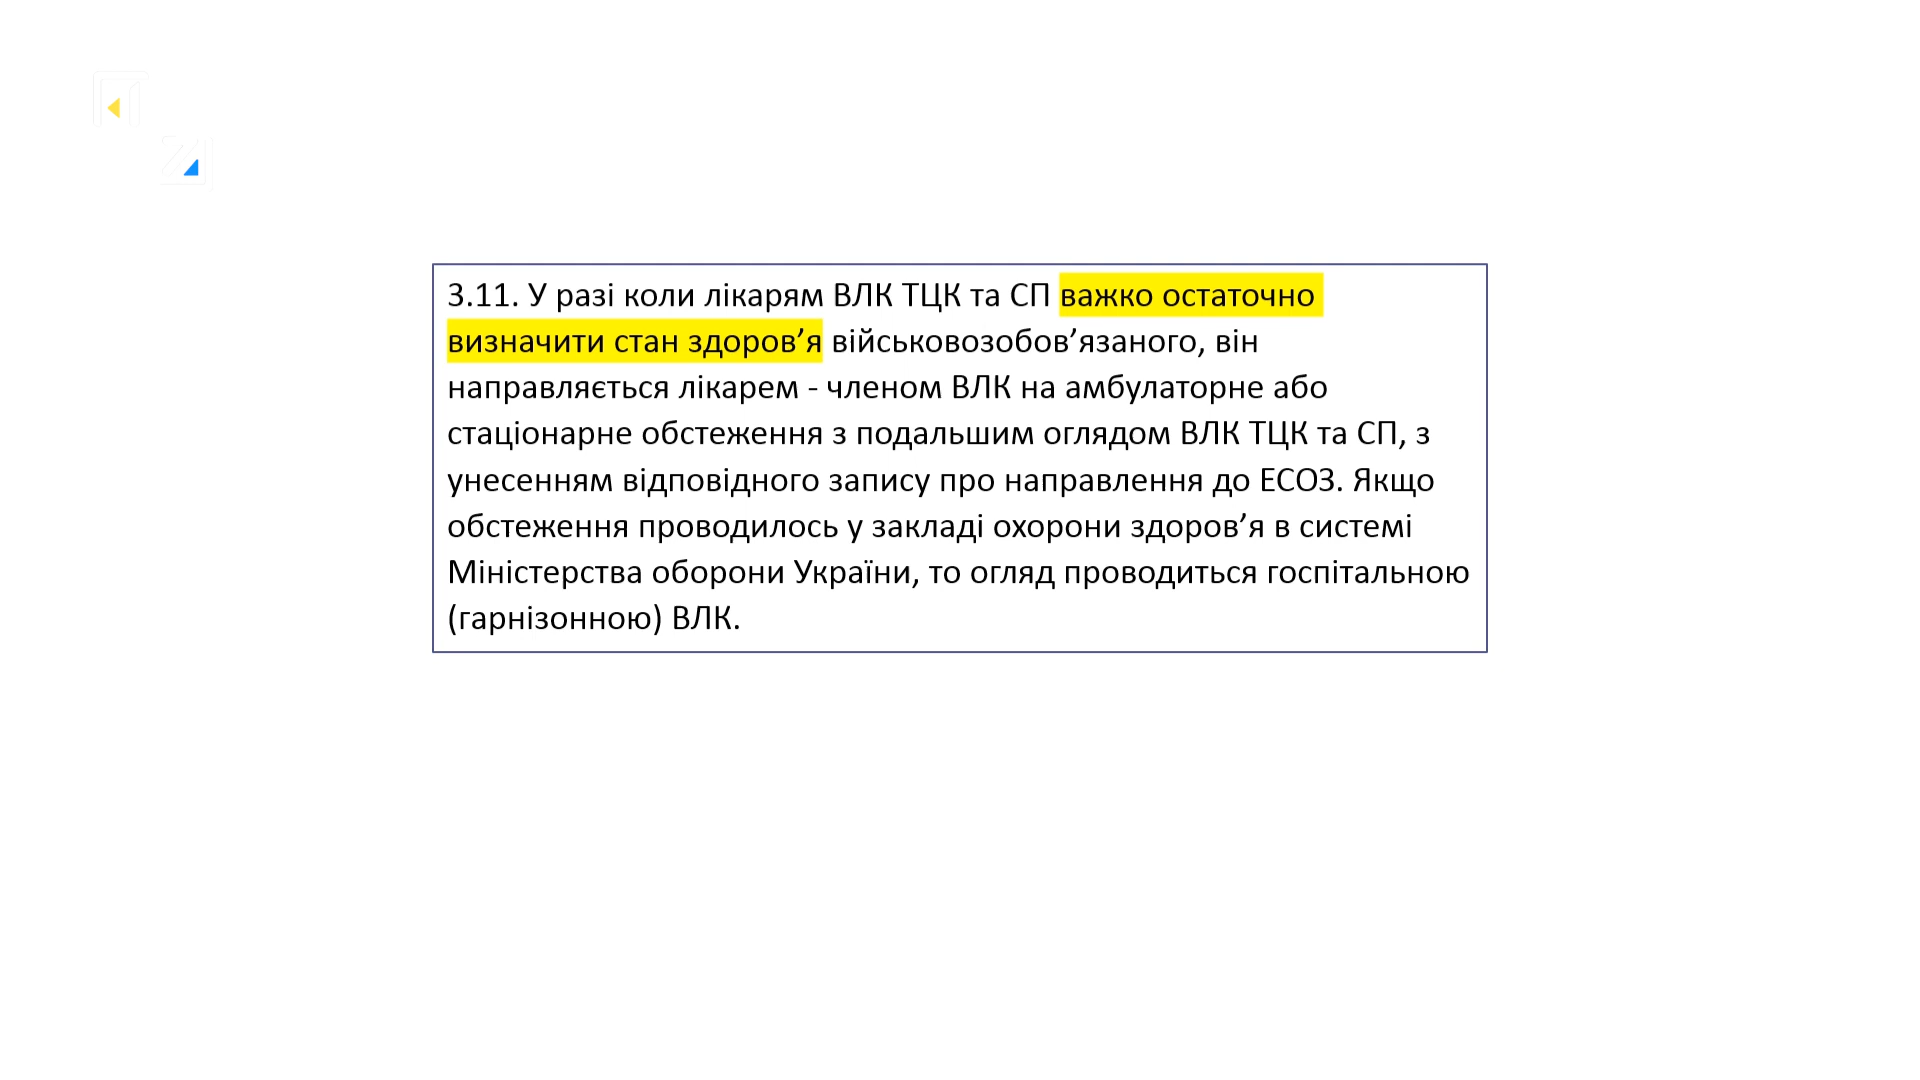 3.11. У разі коли лікарям ВЛК ТЦК та СП важко остаточно
визначити стан здоров’я військовозобов’язаного, він
направляється лікарем - членом ВЛК на амбулаторне або
стаціонарне обстеження з подальшим оглядом ВЛК ТЦК та СП, з
унесенням відповідного запису про направлення до ЕСОЗ. Якщо
обстеження проводилось у закладі охорони здоров’я в системі
Міністерства оборони України, то огляд проводиться госпітальною
(гарнізонною) ВЛК.